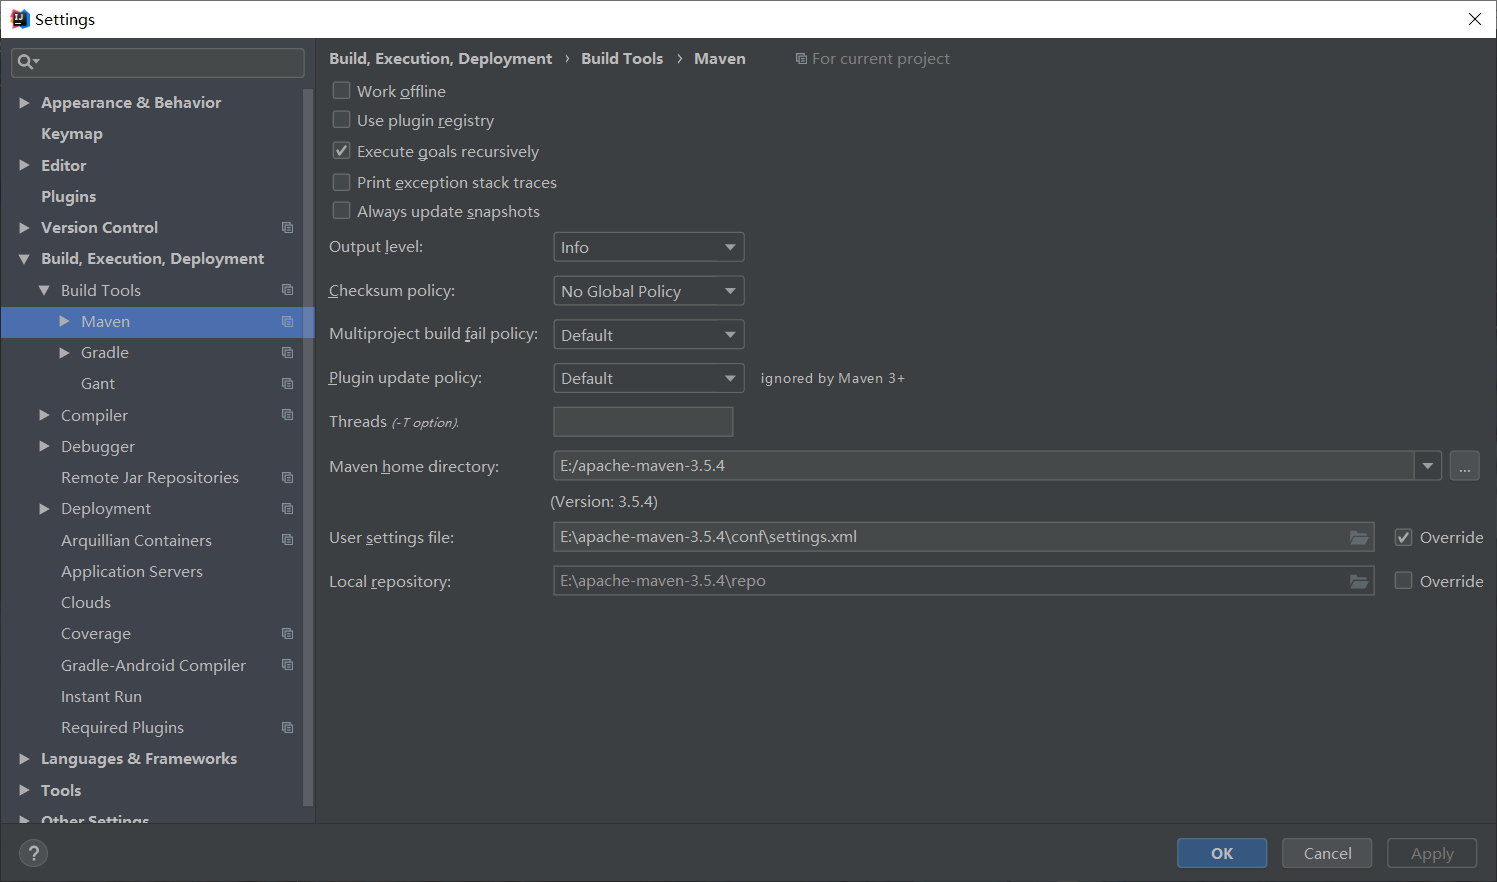 Settings
Appearance & Behavior
Keymap
Editor
Plugins
Version Control
Build, Execution, Deployment
Build Tools
Maven
Gradle
Gant
Compiler
Debugger
Remote Jar Repositories
Deployment
Arquillian Containers
Application Servers
Clouds
Coverage
Gradle-Android Compiler
Instant Run
Required Plugins
Languages & Frameworks
Tools
Other Settings
Build, Execution, Deployment › Build Tools › Maven For current project
Work offline
Use plugin registry
Execute goals recursively
Print exception stack traces
Always update snapshots
Output level: Info
Checksum policy: No Global Policy
Multiproject build fail policy: Default
Plugin update policy: Default ignored by Maven 3+
Threads (-T option):
Maven home directory: E:/apache-maven-3.5.4 ...
(Version: 3.5.4)
User settings file: E:\apache-maven-3.5.4\conf\settings.xml Override
Local repository: E:\apache-maven-3.5.4\repo Override
? OK Cancel Apply